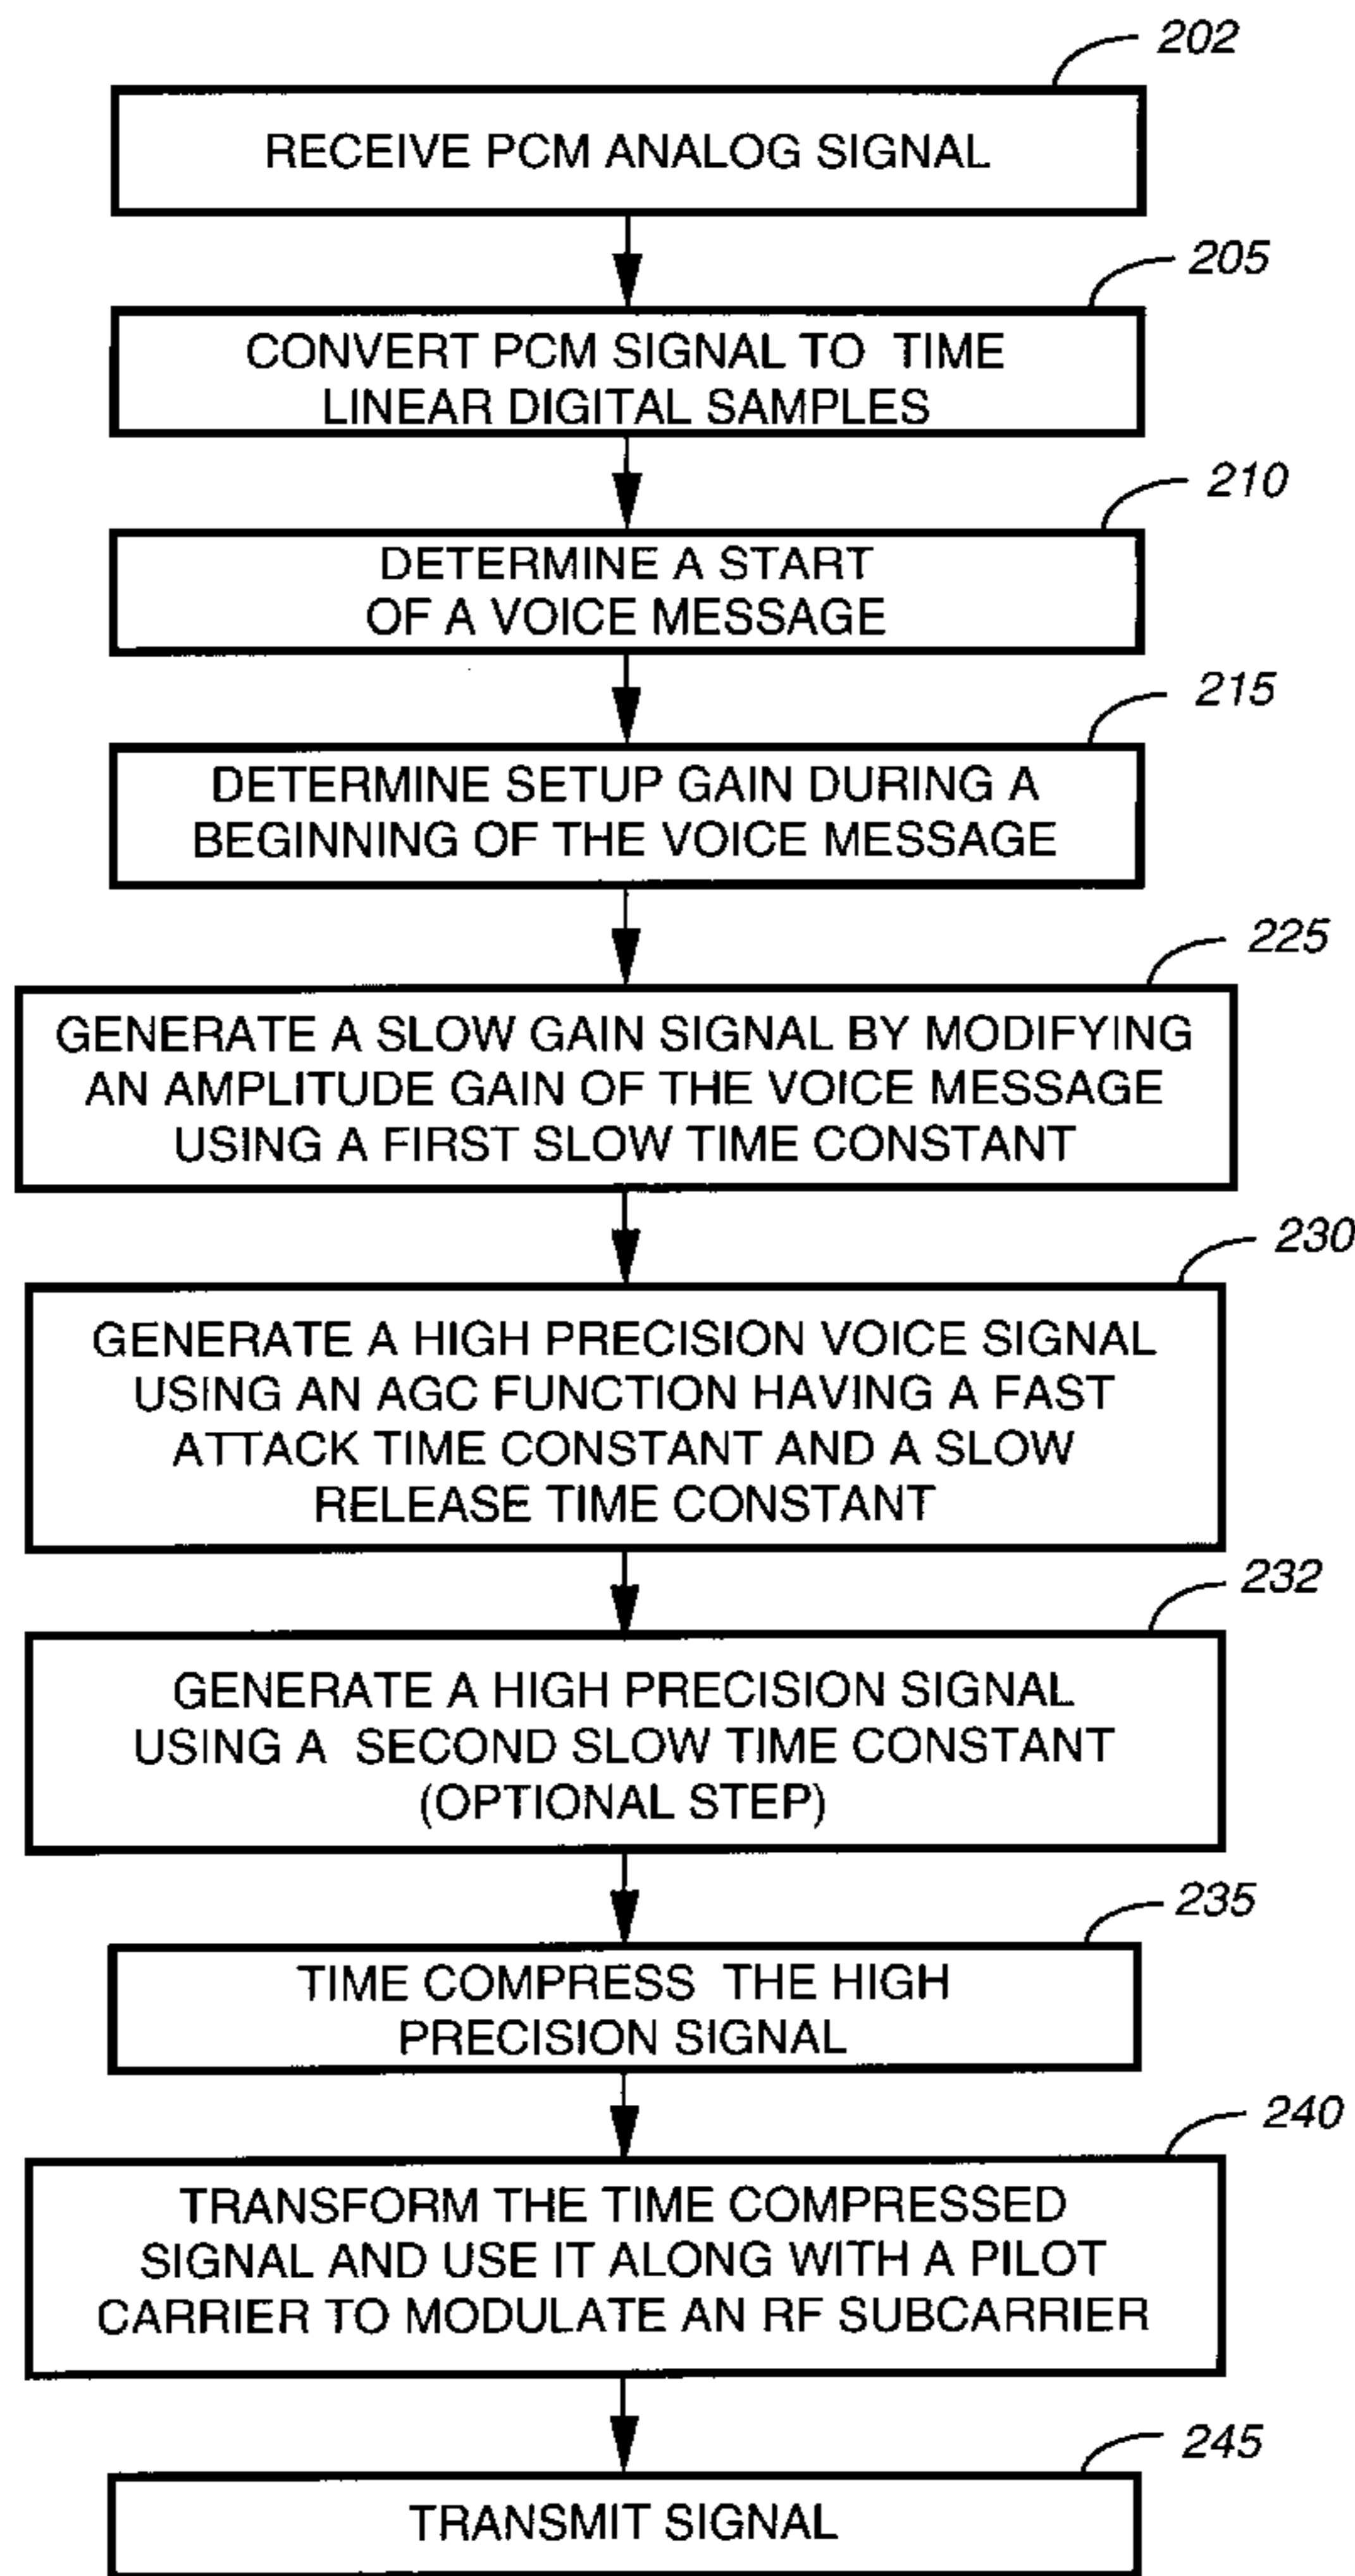 202
RECEIVE PCM ANALOG SIGNAL
205
CONVERT PCM SIGNAL TO TIME
LINEAR DIGITAL SAMPLES
210
DETERMINE A START
OF A VOICE MESSAGE
215
DETERMINE SETUP GAIN DURING A
BEGINNING OF THE VOICE MESSAGE
225
GENERATE A SLOW GAIN SIGNAL BY MODIFYING
AN AMPLITUDE GAIN OF THE VOICE MESSAGE
USING A FIRST SLOW TIME CONSTANT
230
GENERATE A HIGH PRECISION VOICE SIGNAL
USING AN AGC FUNCTION HAVING A FAST
ATTACK TIME CONSTANT AND A SLOW
RELEASE TIME CONSTANT
232
GENERATE A HIGH PRECISION SIGNAL
USING A SECOND SLOW TIME CONSTANT
(OPTIONAL STEP)
235
TIME COMPRESS THE HIGH
PRECISION SIGNAL
240
TRANSFORM THE TIME COMPRESSED
SIGNAL AND USE IT ALONG WITH A PILOT
CARRIER TO MODULATE AN RF SUBCARRIER
245
TRANSMIT SIGNAL